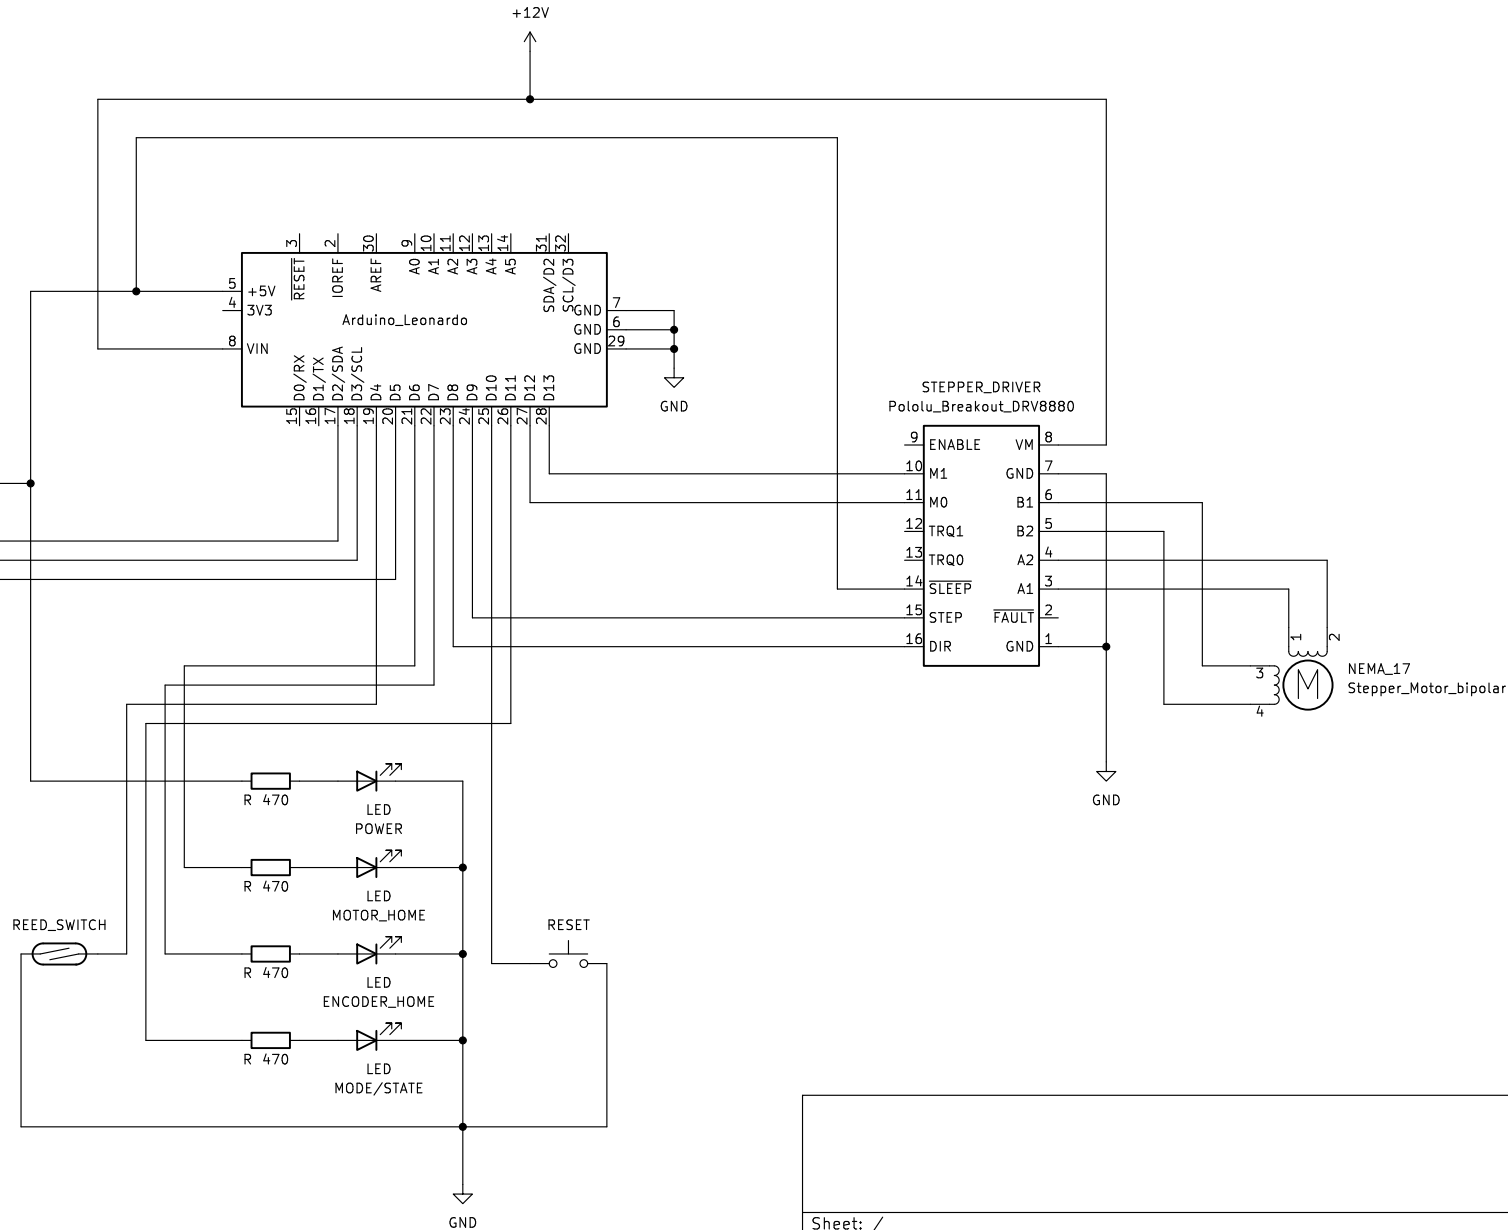 +12V
3
2
30
9
10
11
12
13
14
31
32
RESET
IOREF
AREF
A0
A1
A2
A3
A4
A5
SDA/D2
SCL/D3
5
+5V
4
3V3
8
VIN
GND
7
GND
6
GND
29
Arduino_Leonardo
D0/RX
D1/TX
D2/SDA
D3/SCL
D4
D5
D6
D7
D8
D9
D10
D11
D12
D13
15
16
17
18
19
20
21
22
23
24
25
26
27
28
GND
STEPPER_DRIVER
Pololu_Breakout_DRV8880
9
ENABLE
VM
8
10
M1
GND
7
11
M0
B1
6
12
TRQ1
B2
5
13
TRQ0
A2
4
14
SLEEP
A1
3
15
STEP
FAULT
2
16
DIR
GND
1
1
2
3
4
M
NEMA_17
Stepper_Motor_bipolar
GND
R 470
LED
POWER
R 470
LED
MOTOR_HOME
REED_SWITCH
RESET
R 470
LED
ENCODER_HOME
R 470
LED
MODE/STATE
GND
Sheet: /